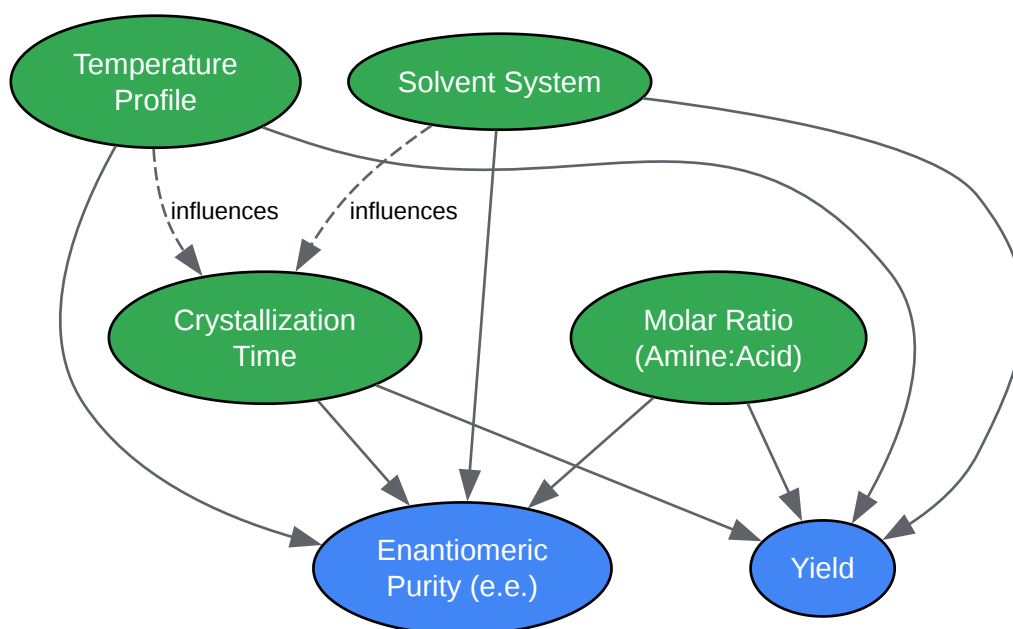 Temperature
Profile
Solvent System
influences
influences
Crystallization
Time
Molar Ratio
(Amine:Acid)
Enantiomeric
Purity (e.e.)
Yield